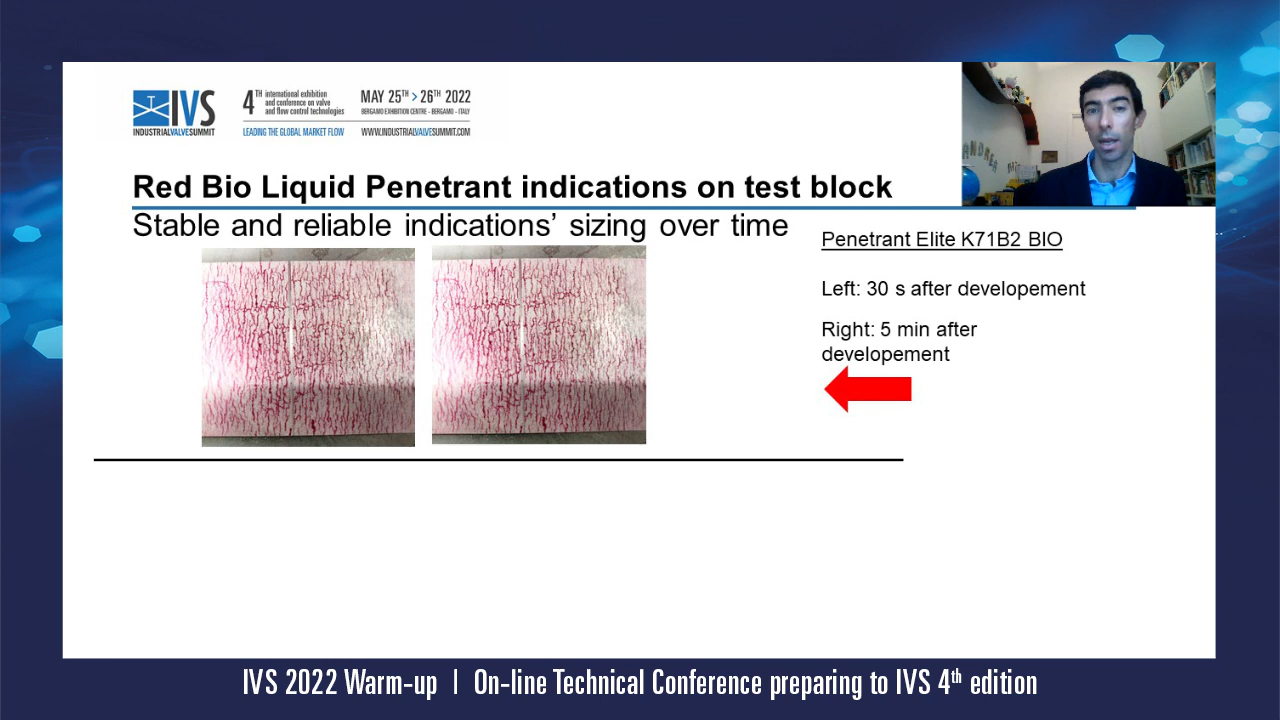 IVS
INDUSTRIALVALVESUMMIT
4TH international exhibition
and conference on valve
and flow control technologies
LEADING THE GLOBAL MARKET FLOW
MAY 25TH > 26TH 2022
BERGAMO EXHIBITION CENTRE - BERGAMO - ITALY
WWW.INDUSTRIALVALVESUMMIT.COM
ANDREA
Red Bio Liquid Penetrant indications on test block
Stable and reliable indications’ sizing over time
Penetrant Elite K71B2 BIO
Left: 30 s after developement
Right: 5 min after
developement
IVS 2022 Warm-up | On-line Technical Conference preparing to IVS 4th edition